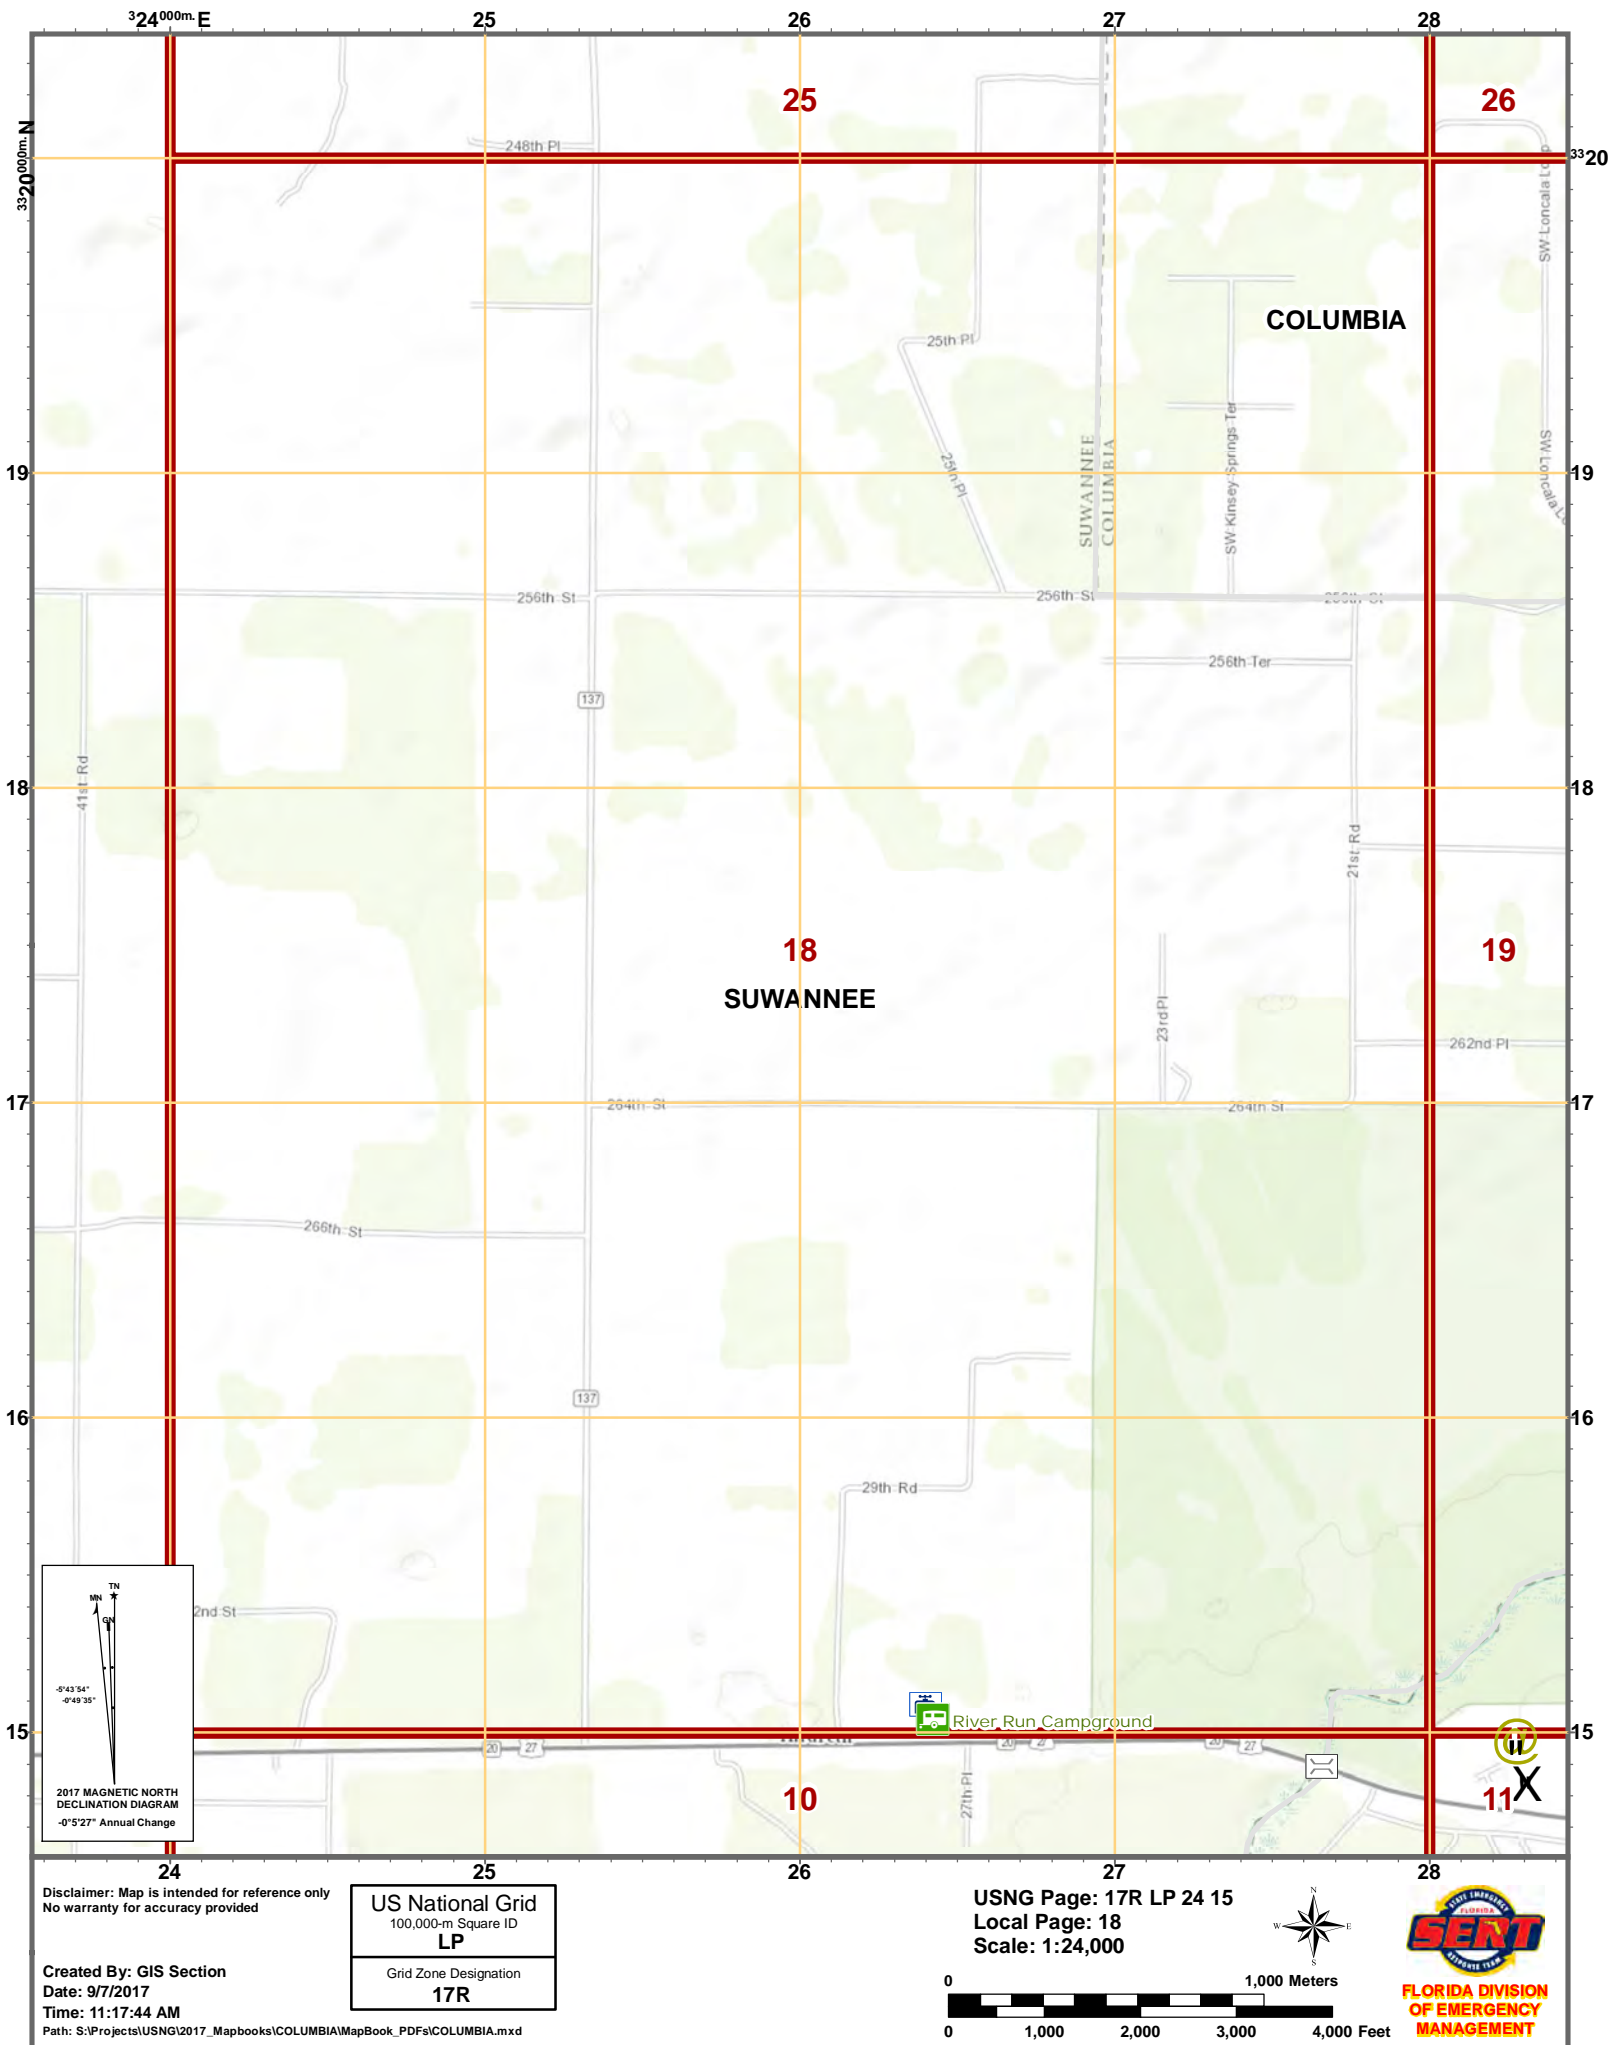 ³24⁰⁰⁰ᵐ·E 25 26 27 28
25 26
³³20⁰⁰⁰ᵐ·N
248th Pl
³³20
SW Loncala Loop
25th Pl
COLUMBIA
SUWANNEE
COLUMBIA
25th Pl
SW Kinsey Springs Ter
SW Loncala Lo
19 19
256th St 256th St 256th St
256th Ter
137
41st Rd
18 18
21st Rd
18 19
SUWANNEE
23rd Pl
262nd Pl
17 17
264th St 264th St
266th St
137
16 16
29th Rd
2nd St
15 15
River Run Campground
20 27 20 27 20 27
10 11
27th Pl
X
TN
MN
GN
-5°43'54"
-0°49'35"
2017 MAGNETIC NORTH
DECLINATION DIAGRAM
-0°5'27" Annual Change
24 25 26 27 28
Disclaimer: Map is intended for reference only
No warranty for accuracy provided
Created By: GIS Section
Date: 9/7/2017
Time: 11:17:44 AM
Path: S:\Projects\USNG\2017_Mapbooks\COLUMBIA\MapBook_PDFs\COLUMBIA.mxd
US National Grid
100,000-m Square ID
LP
Grid Zone Designation
17R
USNG Page: 17R LP 24 15
Local Page: 18
Scale: 1:24,000
N
W E
S
0 1,000 Meters
0 1,000 2,000 3,000 4,000 Feet
STATE EMERGENCY
FLORIDA
SERT
RESPONSE TEAM
FLORIDA DIVISION
OF EMERGENCY
MANAGEMENT